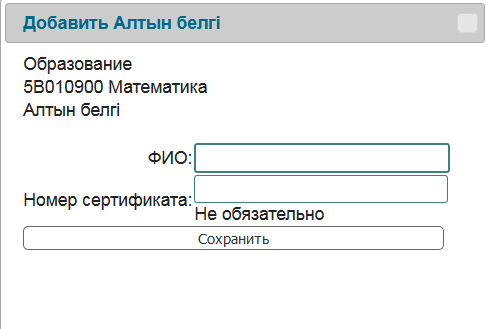 Добавить Алтын белгі
Образование
5В010900 Математика
Алтын белгі
ФИО:
Номер сертификата:
Не обязательно
Сохранить